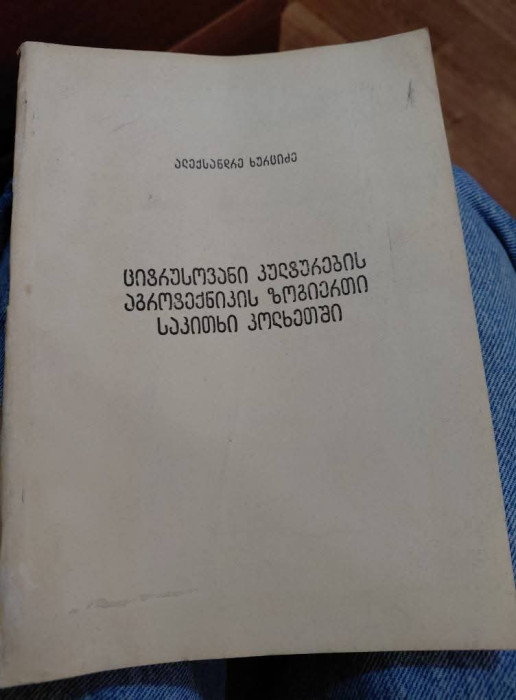 ალექსანდრე ხურციძე
ციტრუსოვანი კულტურების
აგროტექნიკის ზოგიერთი
საკითხი კოლხეთში